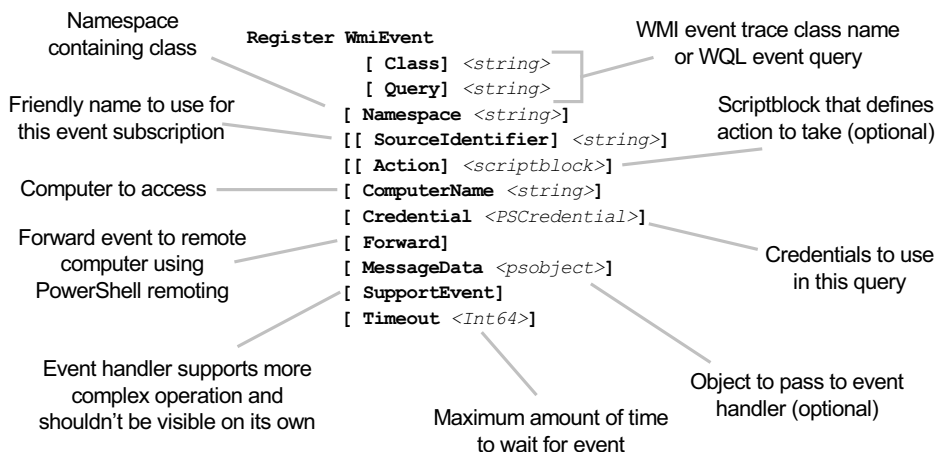 Namespace
containing class
Register WmiEvent
[ Class] <string>
[ Query] <string>
WMI event trace class name
or WQL event query
[ Namespace <string>]
Friendly name to use for
this event subscription
[[ SourceIdentifier] <string>]
Scriptblock that defines
action to take (optional)
[[ Action] <scriptblock>]
Computer to access
[ ComputerName <string>]
[ Credential <PSCredential>]
Credentials to use
in this query
Forward event to remote
computer using
PowerShell remoting
[ Forward]
[ MessageData <psobject>]
[ SupportEvent]
[ Timeout <Int64>]
Event handler supports more
complex operation and
shouldn't be visible on its own
Maximum amount of time
to wait for event
Object to pass to event
handler (optional)